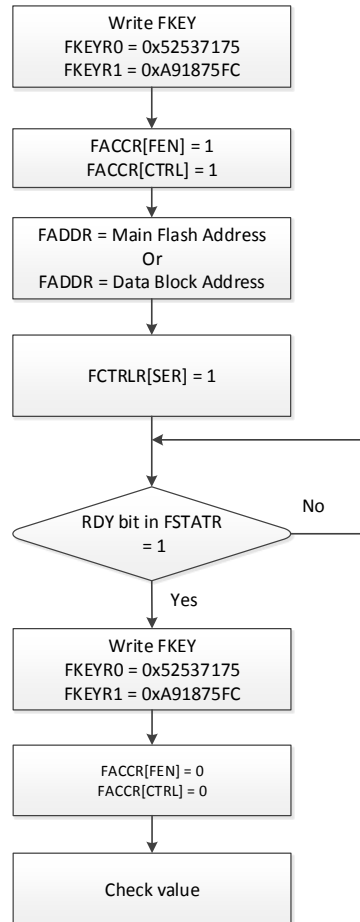 Write FKEY
FKEYR0 = 0x52537175
FKEYR1 = 0xA91875FC
FACCR[FEN] = 1
FACCR[CTRL] = 1
FADDR = Main Flash Address
Or
FADDR = Data Block Address
FCTRLR[SER] = 1
RDY bit in FSTATR
= 1
No
Yes
Write FKEY
FKEYR0 = 0x52537175
FKEYR1 = 0xA91875FC
FACCR[FEN] = 0
FACCR[CTRL] = 0
Check value